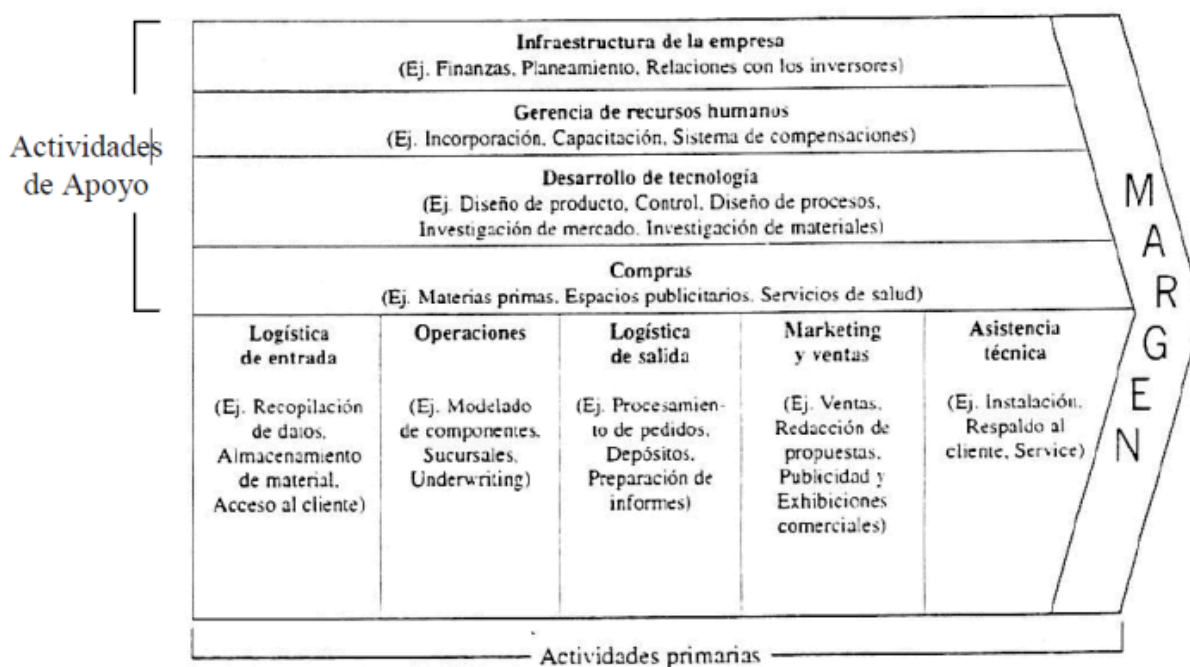 Infraestructura de la empresa
(Ej. Finanzas, Planeamiento, Relaciones con los inversores)
Gerencia de recursos humanos
(Ej. Incorporación, Capacitación, Sistema de compensaciones)
Actividades
de Apoyo
Desarrollo de tecnología
(Ej. Diseño de producto, Control, Diseño de procesos,
Investigación de mercado, Investigación de materiales)
Compras
(Ej. Materias primas, Espacios publicitarios, Servicios de salud)
Logística
de entrada
(Ej. Recopilación
de datos,
Almacenamiento
de material,
Acceso al cliente)
Operaciones
(Ej. Modelado
de componentes,
Sucursales,
Underwriting)
Logística
de salida
(Ej. Procesamien-
to de pedidos,
Depósitos,
Preparación de
informes)
Marketing
y ventas
(Ej. Ventas,
Redacción de
propuestas,
Publicidad y
Exhibiciones
comerciales)
Asistencia
técnica
(Ej. Instalación,
Respaldo al
cliente, Service)
MARGEN
Actividades primarias